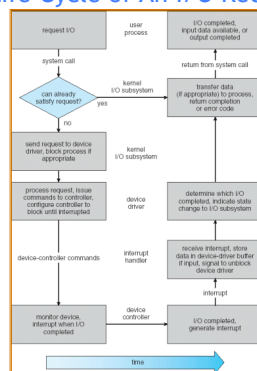 request I/O
user
process
I/O completed,
input data available, or
output completed
system call
return from system call
can already
satisfy request?
yes
no
kernel
I/O subsystem
transfer data
(if appropriate) to process,
return completion
or error code
send request to device
driver, block process if
appropriate
kernel
I/O subsystem
process request, issue
commands to controller,
configure controller to
block until interrupted
device
driver
determine which I/O
completed, indicate state
change to I/O subsystem
device-controller commands
interrupt
handler
receive interrupt, store
data in device-driver buffer
if input, signal to unblock
device driver
interrupt
monitor device,
interrupt when I/O
completed
device
controller
I/O completed,
generate interrupt
time